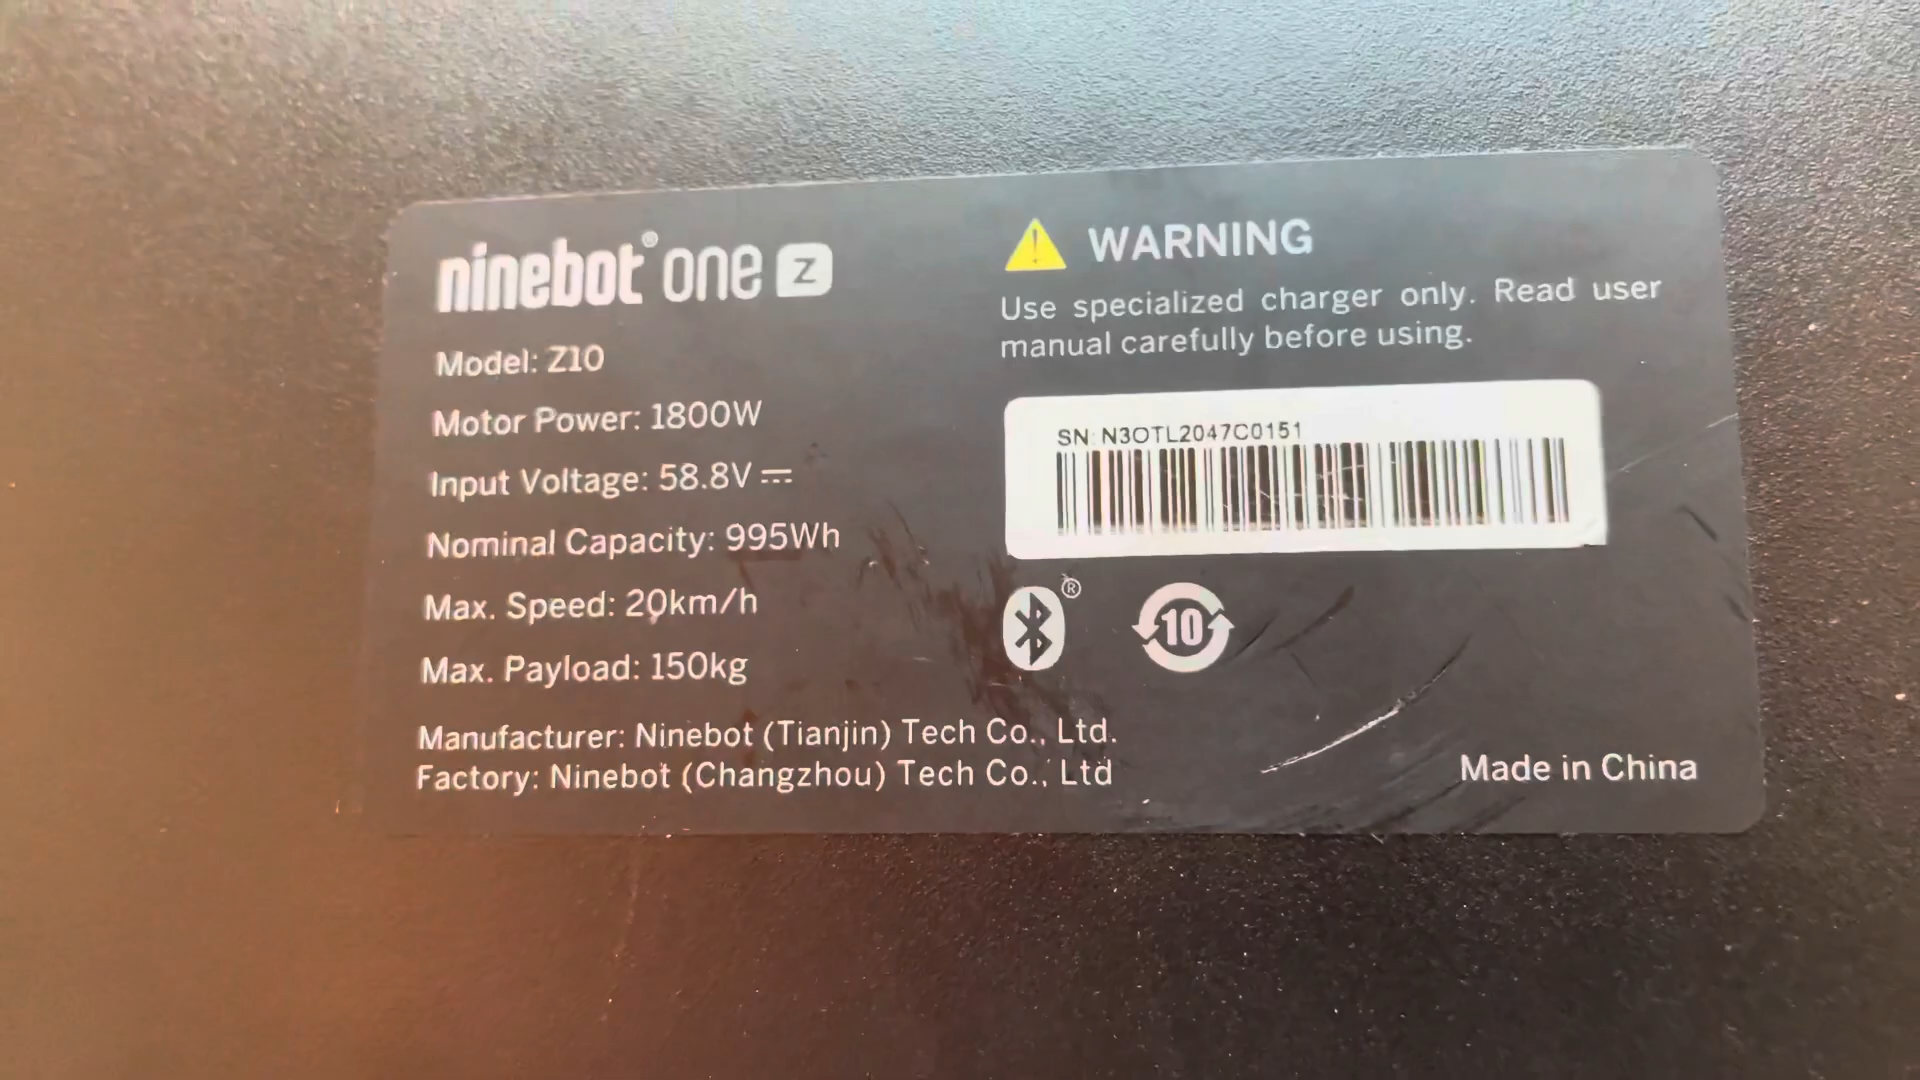 ninebot® one z
Model: Z10
Motor Power: 1800W
Input Voltage: 58.8V ⎓
Nominal Capacity: 995Wh
Max. Speed: 20km/h
Max. Payload: 150kg
Manufacturer: Ninebot (Tianjin) Tech Co., Ltd.
Factory: Ninebot (Changzhou) Tech Co., Ltd
WARNING
Use specialized charger only. Read user
manual carefully before using.
SN: N3OTL2047C0151
®
10
Made in China